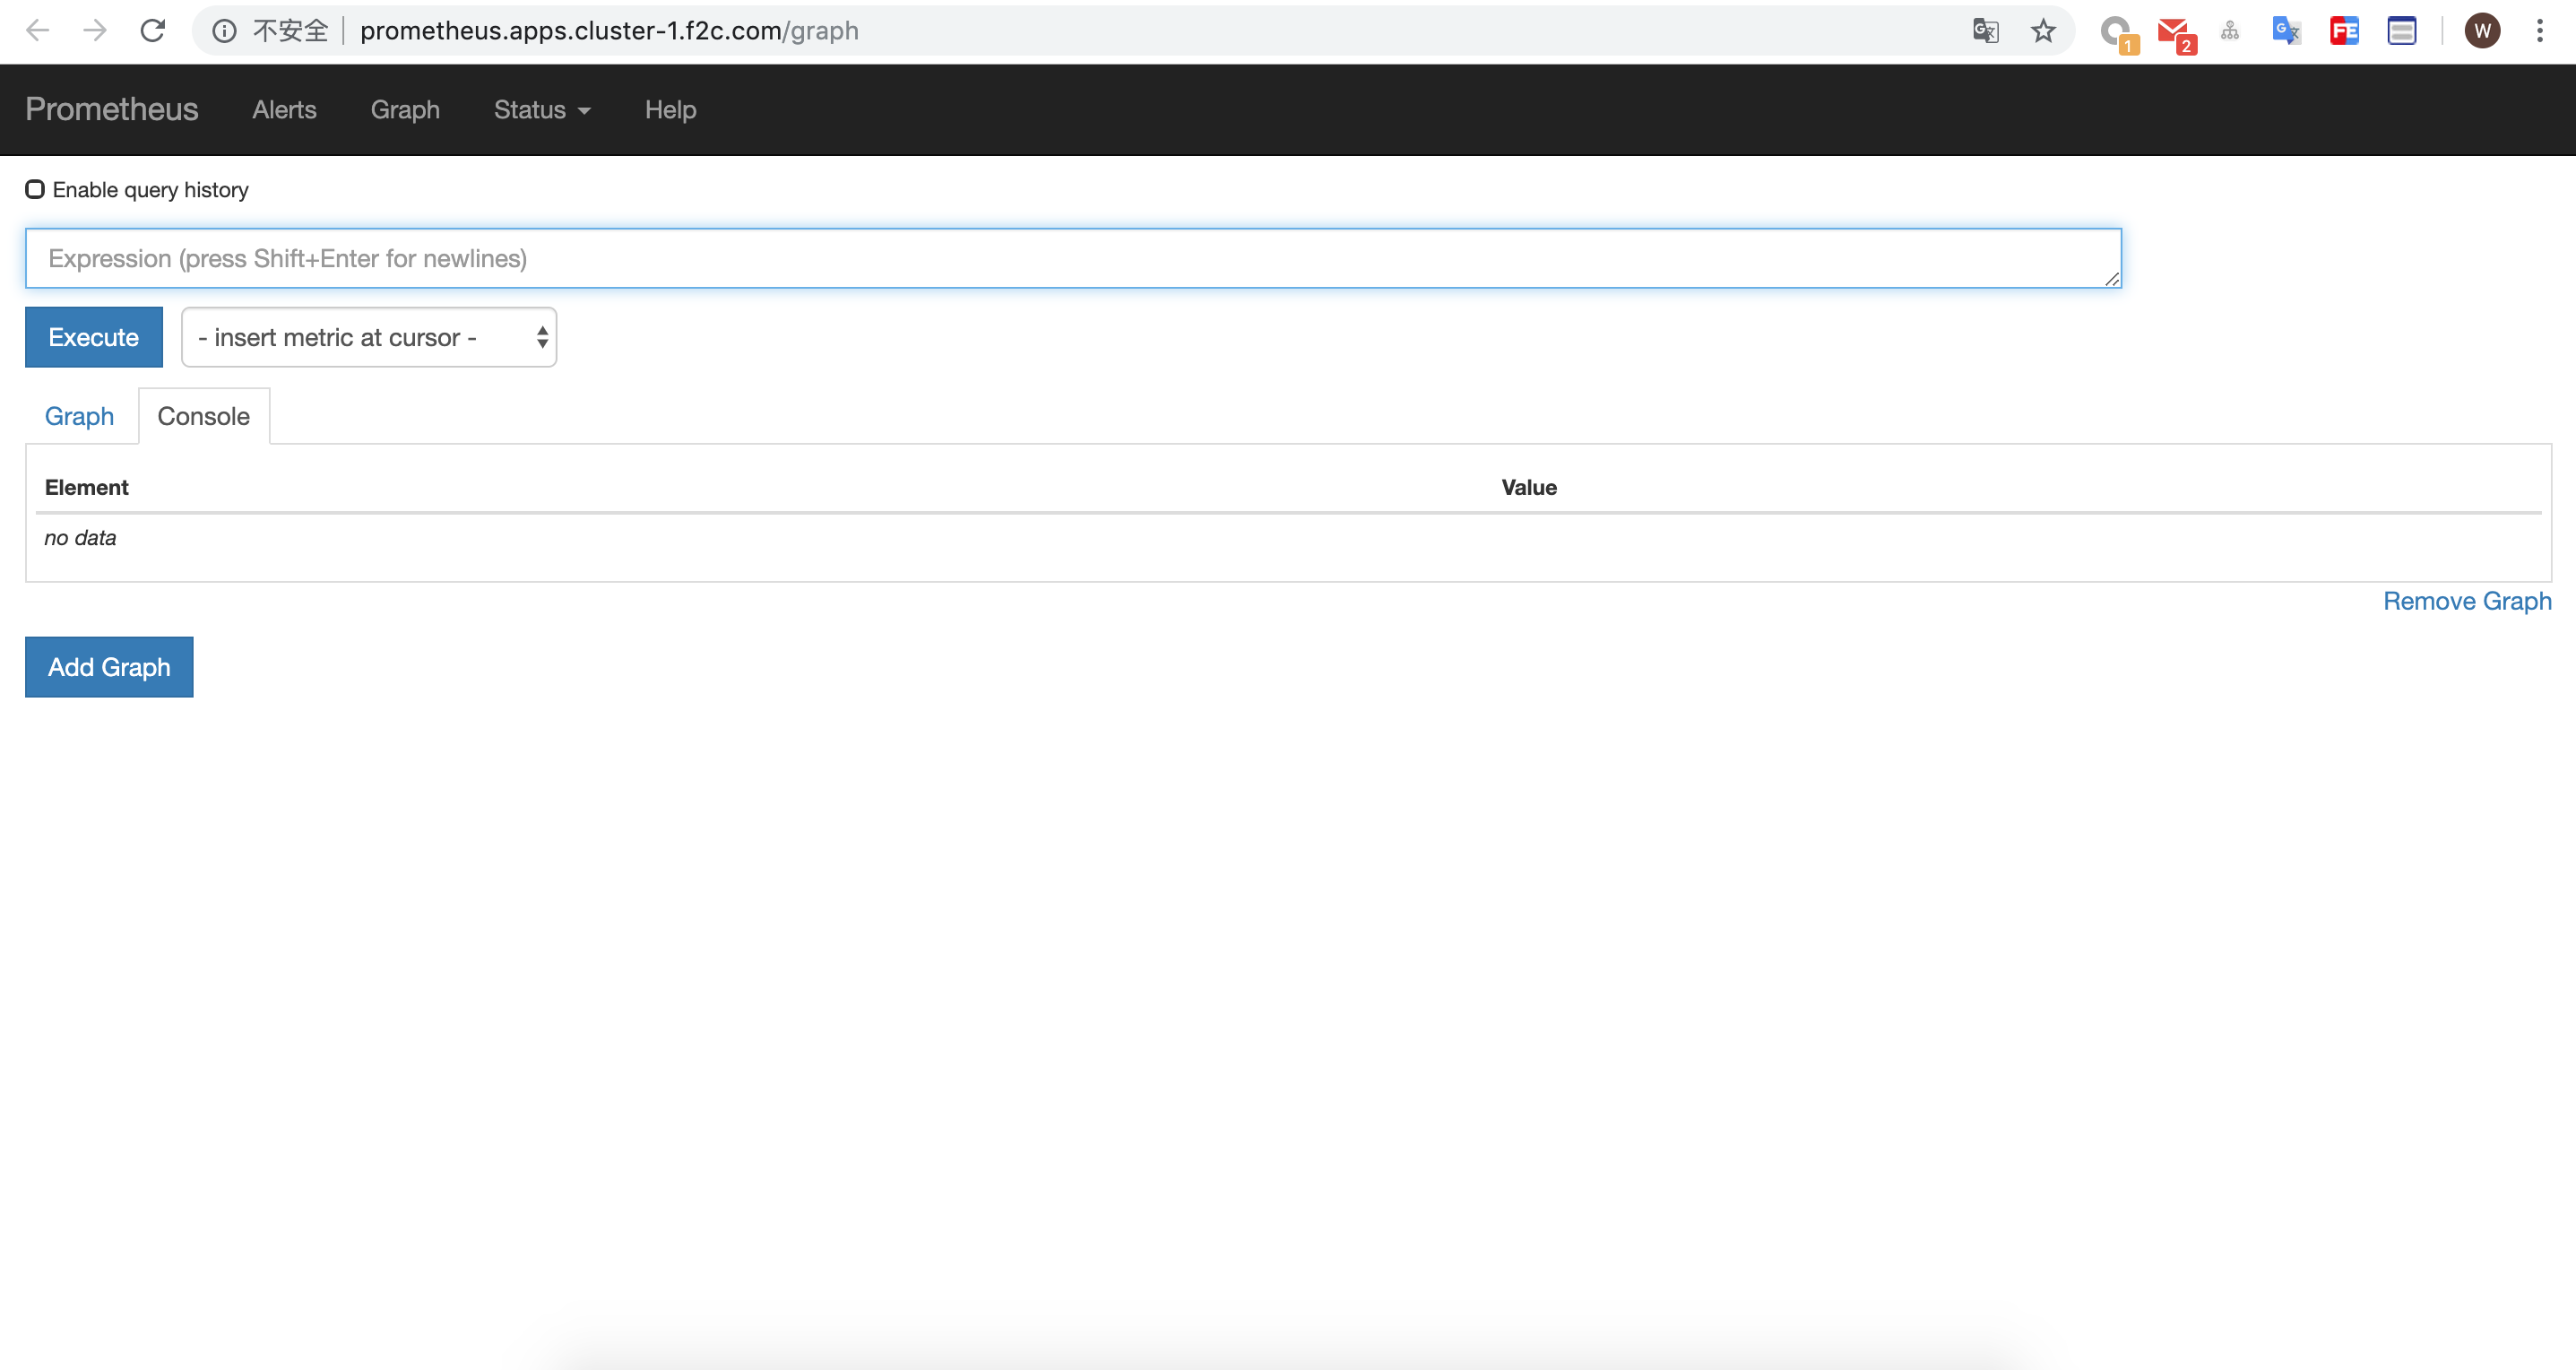 不安全 prometheus.apps.cluster-1.f2c.com/graph 1 2 G FE W
Prometheus Alerts Graph Status Help
Enable query history
Expression (press Shift+Enter for newlines)
Execute - insert metric at cursor -
Graph Console
Element Value
no data
Remove Graph
Add Graph